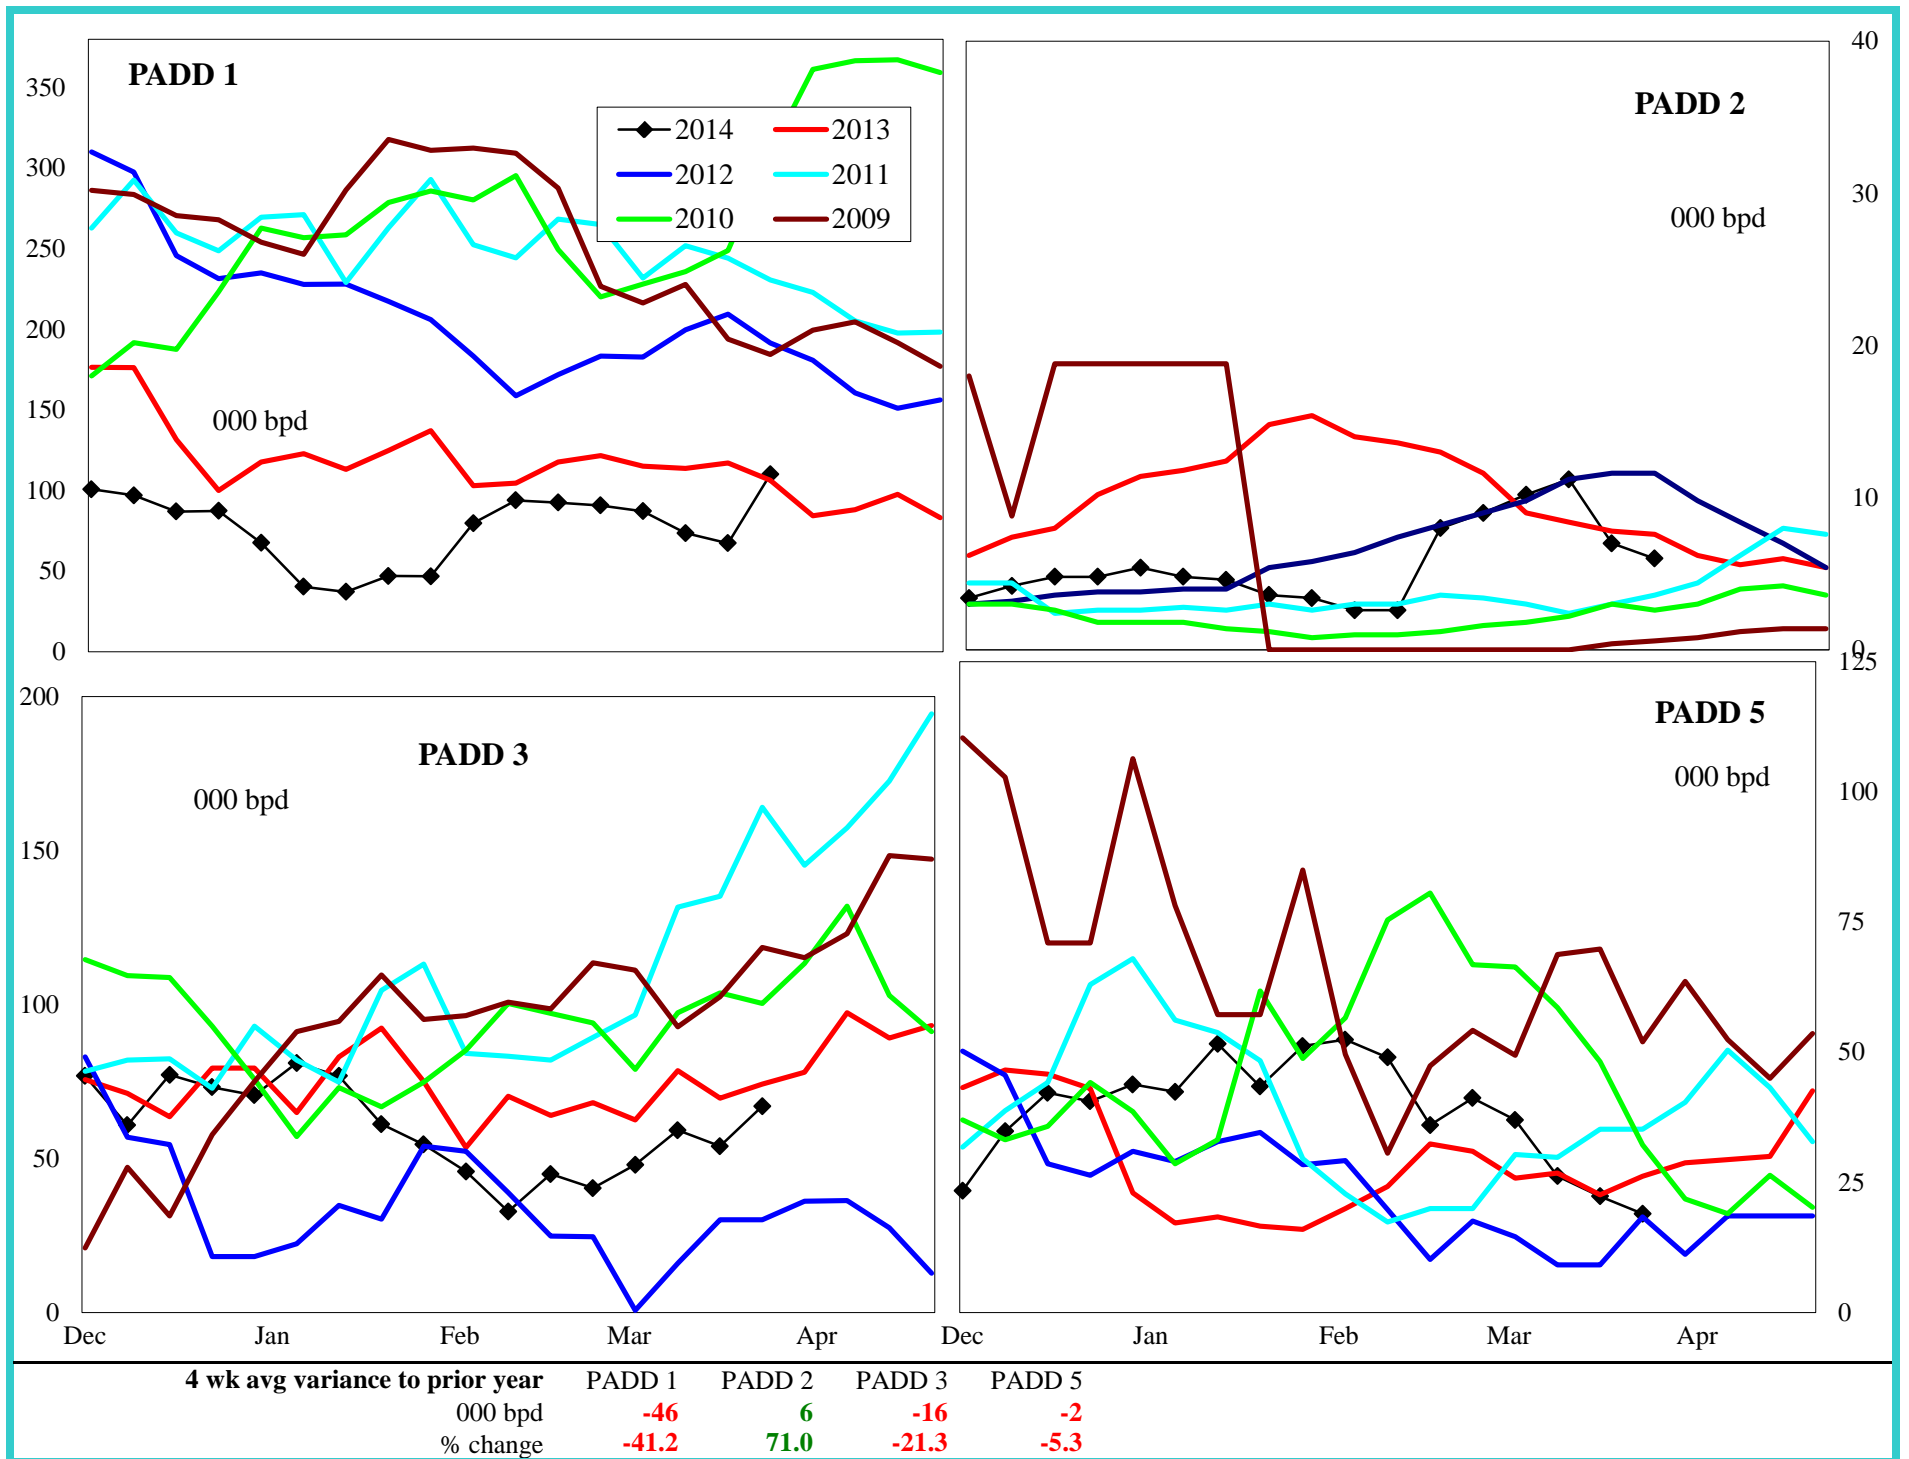 PADD 1
350
300
250
200
150
100
50
0
000 bpd
2014 2013
2012 2011
2010 2009
PADD 2
000 bpd
40
30
20
10
0
PADD 3
000 bpd
200
150
100
50
0
Dec Jan Feb Mar Apr
PADD 5
000 bpd
125
100
75
50
25
0
Dec Jan Feb Mar Apr
4 wk avg variance to prior year PADD 1 PADD 2 PADD 3 PADD 5
000 bpd -46 6 -16 -2
% change -41.2 71.0 -21.3 -5.3